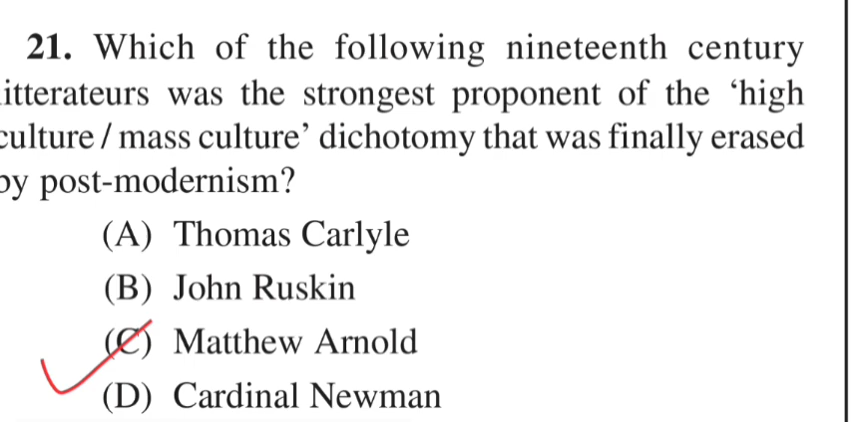 21. Which of the following nineteenth century
litterateurs was the strongest proponent of the ‘high
culture / mass culture’ dichotomy that was finally erased
by post-modernism?
(A) Thomas Carlyle
(B) John Ruskin
(C) Matthew Arnold
(D) Cardinal Newman